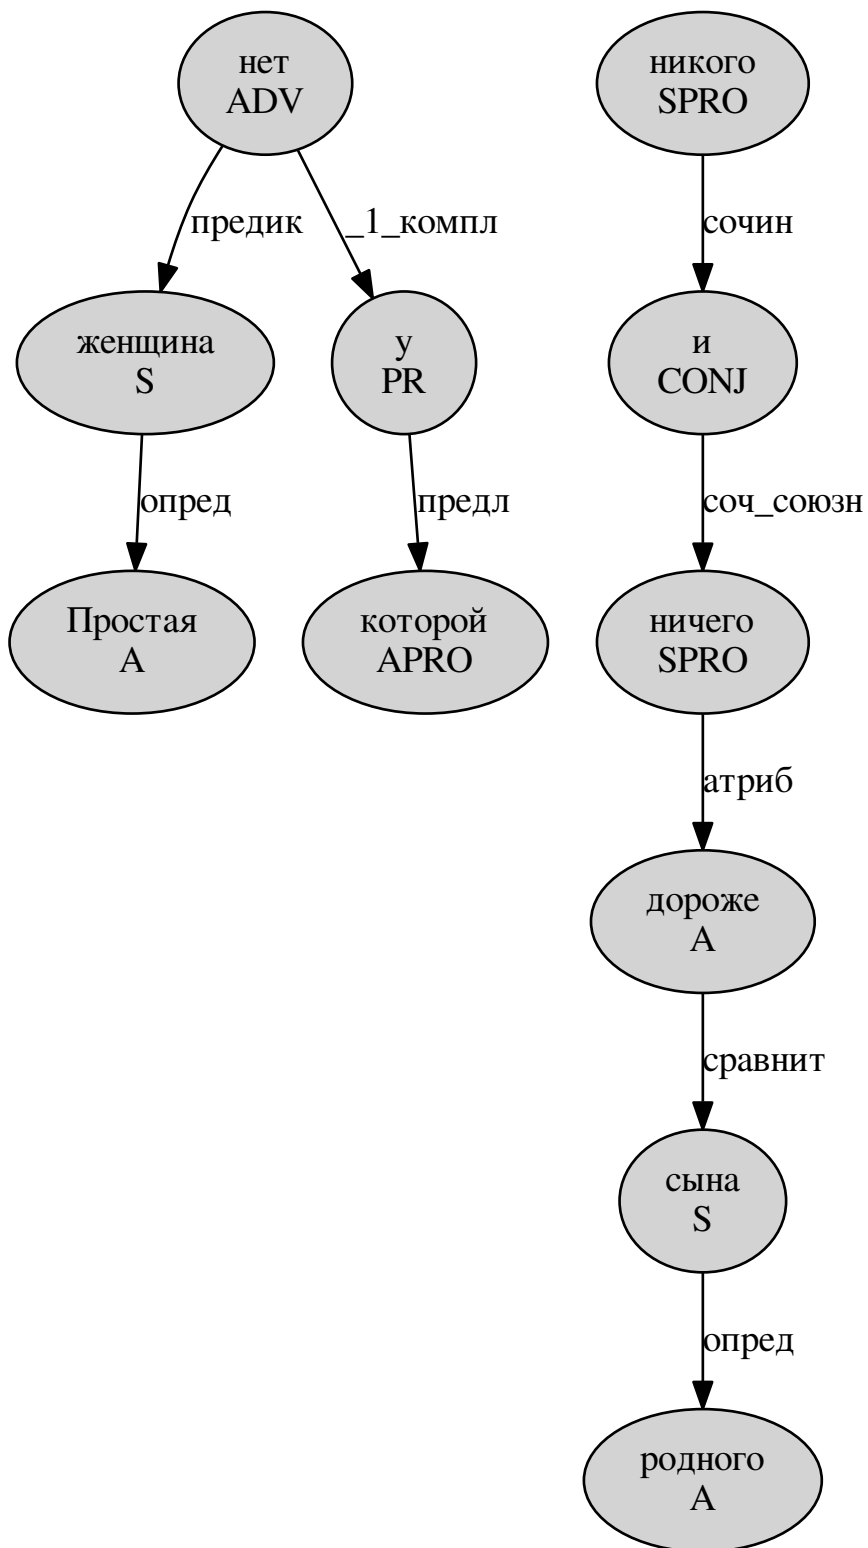 нет
ADV
никого
SPRO
предик
_1_компл
сочин
женщина
S
у
PR
и
CONJ
опред
предл
соч_союзн
Простая
A
которой
APRO
ничего
SPRO
атриб
дороже
A
сравнит
сына
S
опред
родного
A